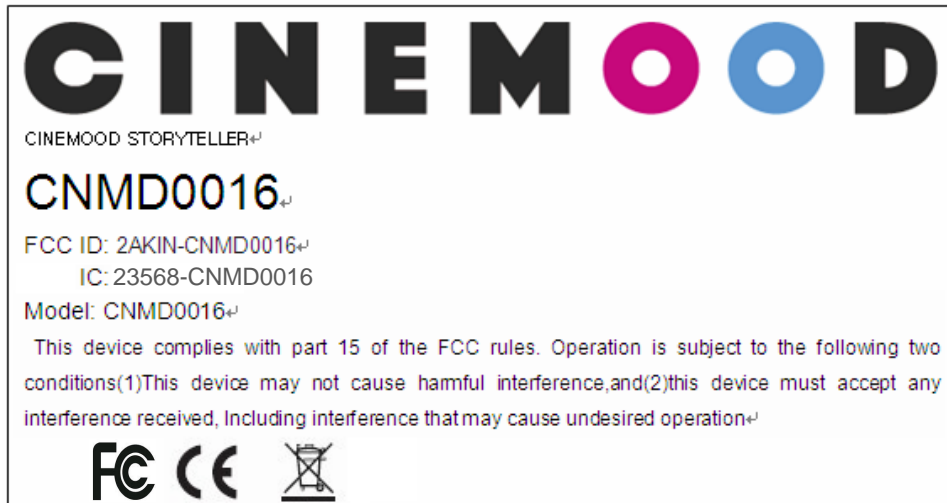 CINEMOOD
CINEMOOD STORYTELLER
CNMD0016
FCC ID: 2AKIN-CNMD0016
IC: 23568-CNMD0016
Model: CNMD0016
This device complies with part 15 of the FCC rules. Operation is subject to the following two
conditions(1)This device may not cause harmful interference,and(2)this device must accept any
interference received, Including interference that may cause undesired operation
FC CE